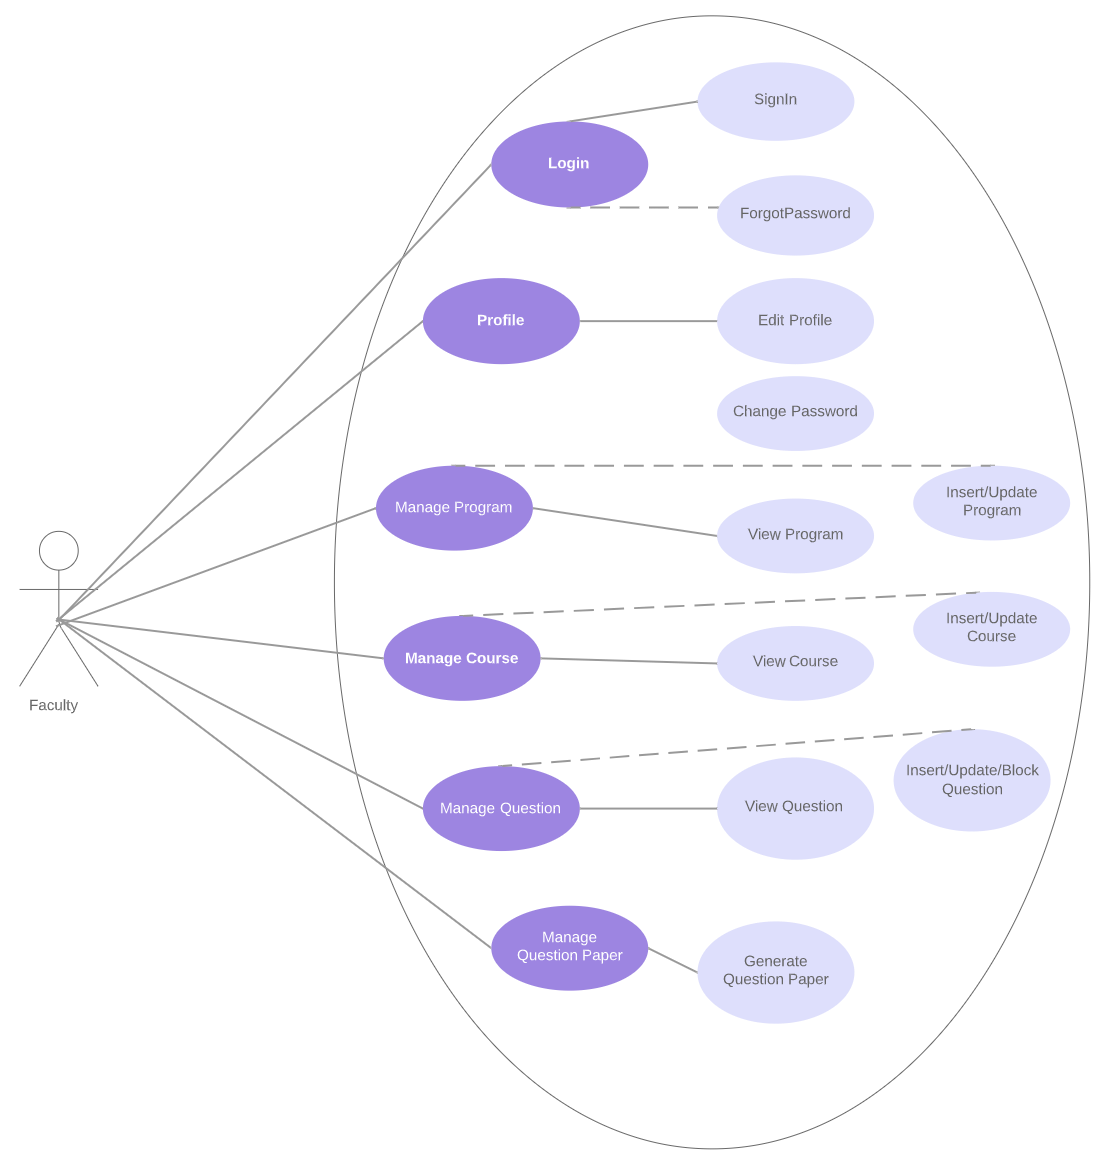 SignIn
Login
ForgotPassword
Profile
Edit Profile
Change Password
Manage Program
View Program
Insert/Update
Program
Faculty
Manage Course
View Course
Insert/Update
Course
Manage Question
View Question
Insert/Update/Block
Question
Manage
Question Paper
Generate
Question Paper